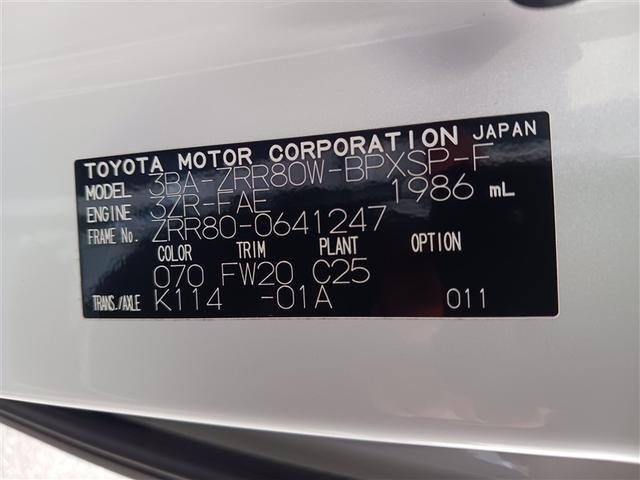 TOYOTA MOTOR CORPORATION JAPAN
MODEL 3BA-ZRR80W-BPXSP-F
ENGINE 3ZR-FAE 1986 mL
FRAME No. ZRR80-0641247
COLOR TRIM PLANT OPTION
070 FW20 C25
TRANS./AXLE K114 -01A 011